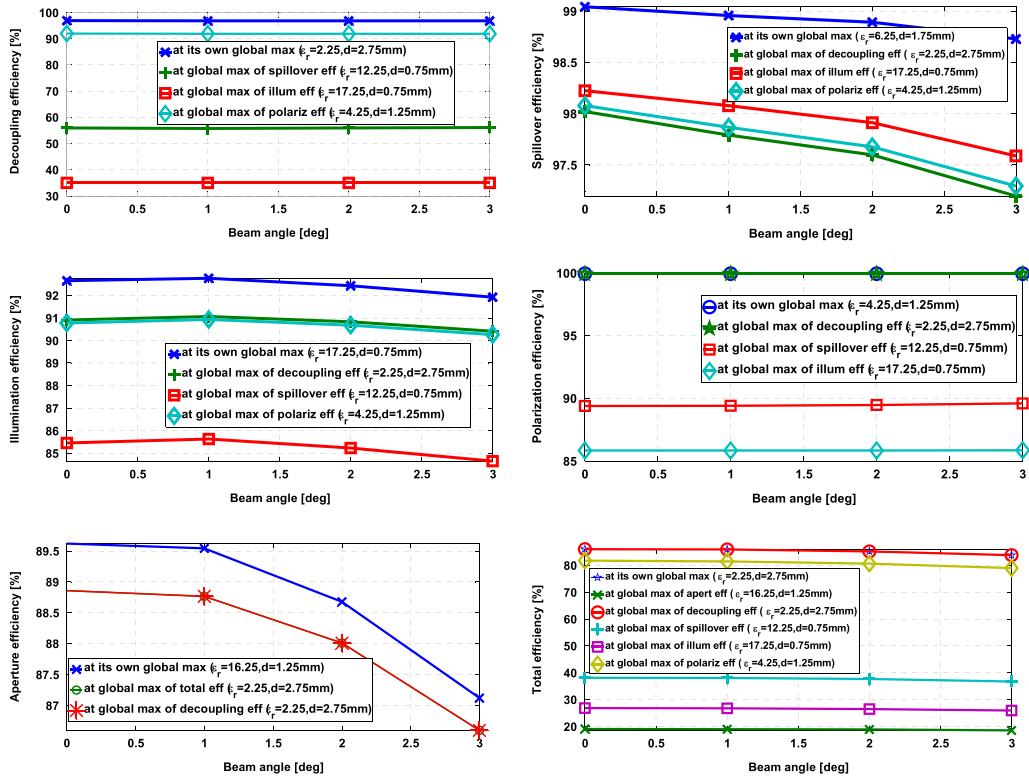 Decoupling efficiency [%]
100
90
80
70
60
50
40
30
at its own global max (εr=2.25,d=2.75mm)
at global max of spillover eff (εr=12.25,d=0.75mm)
at global max of illum eff (εr=17.25,d=0.75mm)
at global max of polariz eff (εr=4.25,d=1.25mm)
0 0.5 1 1.5 2 2.5 3
Beam angle [deg]
Spillover efficiency [%]
99
98.5
98
97.5
at its own global max (εr=6.25,d=1.75mm)
at global max of decoupling eff ( εr=2.25,d=2.75mm)
at global max of illum eff ( εr=17.25,d=0.75mm)
at global max of polariz eff ( εr=4.25,d=1.25mm)
0 0.5 1 1.5 2 2.5 3
Beam angle [deg]
Illumination efficiency [%]
92
91
90
89
88
87
86
85
at its own global max (εr=17.25,d=0.75mm)
at global max of decoupling eff (εr=2.25,d=2.75mm)
at global max of spillover eff (εr=12.25,d=0.75mm)
at global max of polariz eff (εr=4.25,d=1.25mm)
0 0.5 1 1.5 2 2.5 3
Beam angle [deg]
Polarization efficiency [%]
100
95
90
85
at its own global max (εr=4.25,d=1.25mm)
at global max of decoupling eff (εr=2.25,d=2.75mm)
at global max of spillover eff (εr=12.25,d=0.75mm)
at global max of illum eff (εr=17.25,d=0.75mm)
0 0.5 1 1.5 2 2.5 3
Beam angle [deg]
Aperture efficiency [%]
89.5
89
88.5
88
87.5
87
at its own global max (εr=16.25,d=1.25mm)
at global max of total eff (εr=2.25,d=2.75mm)
at global max of decoupling eff (εr=2.25,d=2.75mm)
0 0.5 1 1.5 2 2.5 3
Beam angle [deg]
Total efficiency [%]
80
70
60
50
40
30
20
at its own global max ( εr=2.25,d=2.75mm)
at global max of apert eff ( εr=16.25,d=1.25mm)
at global max of decoupling eff ( εr=2.25,d=2.75mm)
at global max of spillover eff ( εr=12.25,d=0.75mm)
at global max of illum eff ( εr=17.25,d=0.75mm)
at global max of polariz eff ( εr=4.25,d=1.25mm)
0 0.5 1 1.5 2 2.5 3
Beam angle [deg]